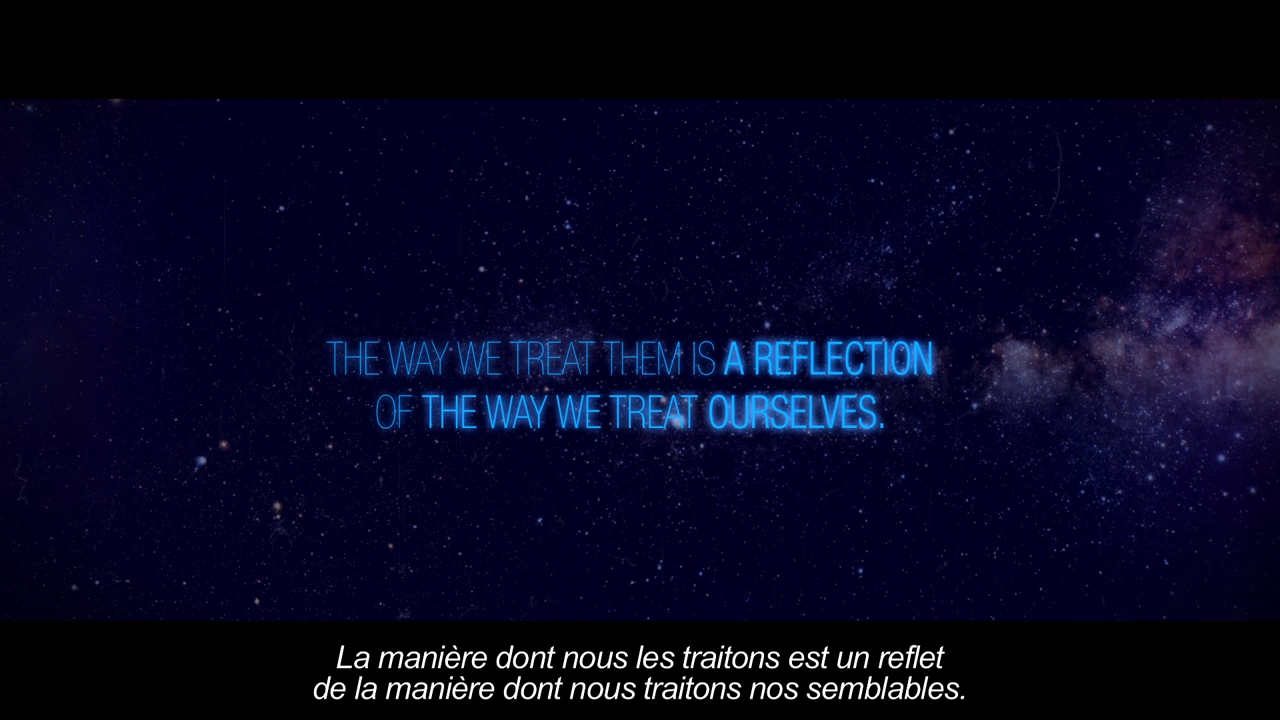 THE WAY WE TREAT THEM IS A REFLECTION
OF THE WAY WE TREAT OURSELVES.
La manière dont nous les traitons est un reflet
de la manière dont nous traitons nos semblables.